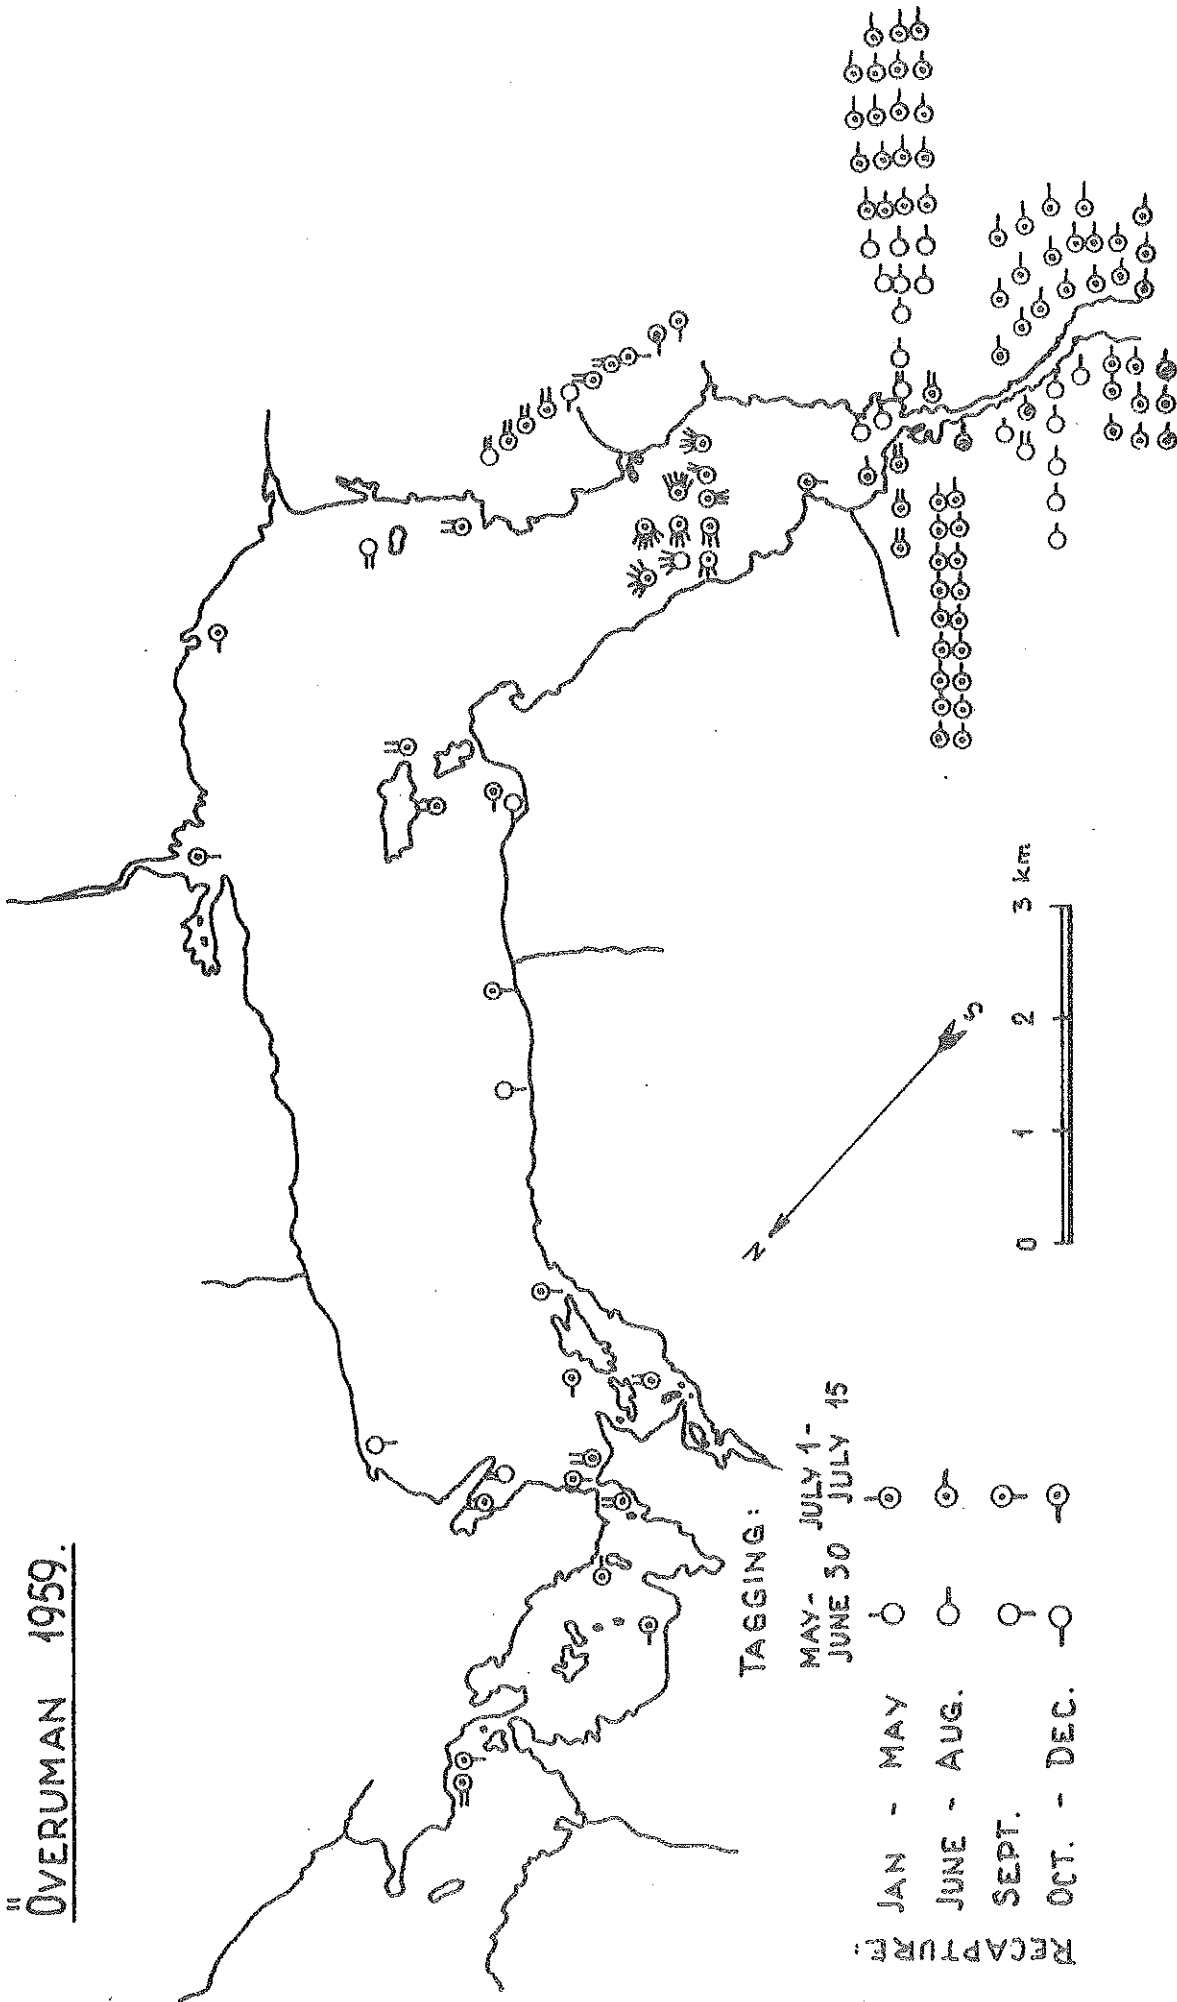 ÖVERUMAN 1959.
N
S
0 1 2 3 km
TAGGING:
MAY- JULY 1-
JUNE 30 JULY 15
RECAPTURE:
JAN - MAY
JUNE - AUG.
SEPT.
OCT. - DEC.